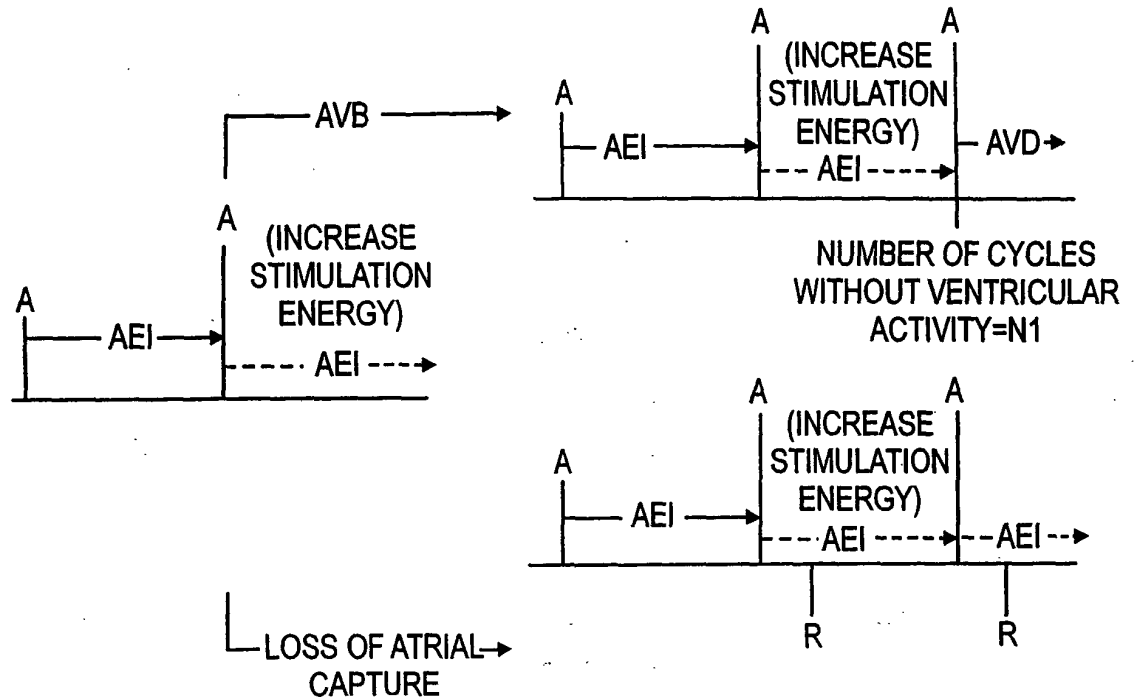 A
AEI
A
(INCREASE
STIMULATION
ENERGY)
AEI
AVB
A
AEI
A
(INCREASE
STIMULATION
ENERGY)
AEI
A
AVD
NUMBER OF CYCLES
WITHOUT VENTRICULAR
ACTIVITY=N1
LOSS OF ATRIAL
CAPTURE
A
AEI
A
(INCREASE
STIMULATION
ENERGY)
AEI
A
AEI
R
R